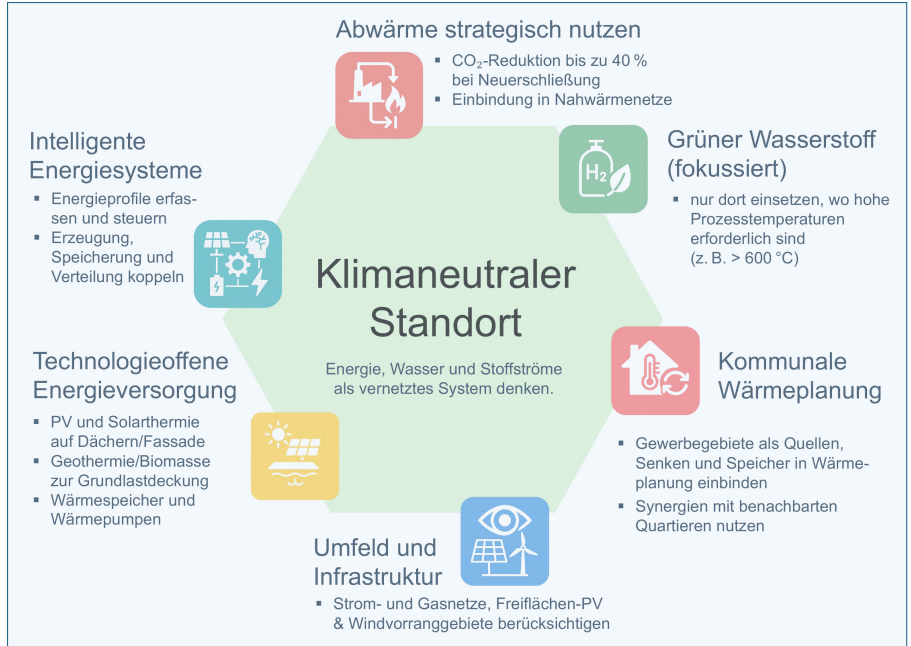 Abwärme strategisch nutzen
▪ CO₂-Reduktion bis zu 40 %
bei Neuerschließung
▪ Einbindung in Nahwärmenetze
Grüner Wasserstoff
(fokussiert)
▪ nur dort einsetzen, wo hohe
Prozesstemperaturen
erforderlich sind
(z. B. > 600 °C)
H₂
Intelligente
Energiesysteme
▪ Energieprofile erfas-
sen und steuern
▪ Erzeugung,
Speicherung und
Verteilung koppeln
Klimaneutraler
Standort
Energie, Wasser und Stoffströme
als vernetztes System denken.
Kommunale
Wärmeplanung
▪ Gewerbegebiete als Quellen,
Senken und Speicher in Wärme-
planung einbinden
▪ Synergien mit benachbarten
Quartieren nutzen
Technologieoffene
Energieversorgung
▪ PV und Solarthermie
auf Dächern/Fassade
▪ Geothermie/Biomasse
zur Grundlastdeckung
▪ Wärmespeicher und
Wärmepumpen
Umfeld und
Infrastruktur
▪ Strom- und Gasnetze, Freiflächen-PV
& Windvorranggebiete berücksichtigen